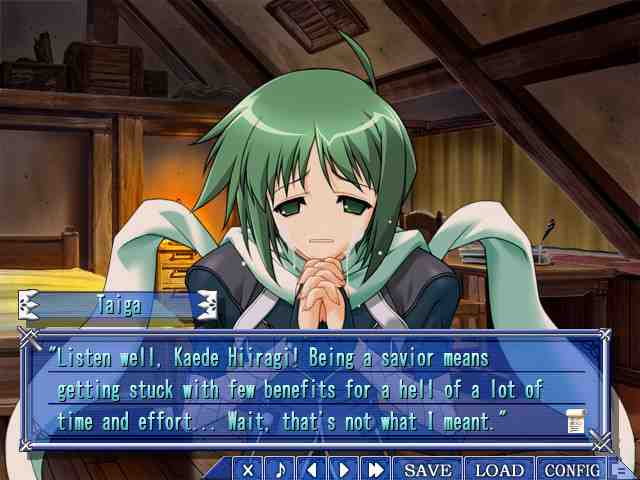 Taiga
"Listen well, Kaede Hiiragi! Being a savior means
getting stuck with few benefits for a hell of a lot of
time and effort... Wait, that's not what I meant."
X ♪ SAVE LOAD CONFIG